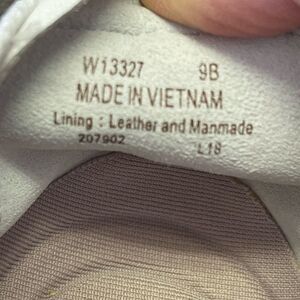 W13327 9B
MADE IN VIETNAM
Lining : Leather and Manmade
207902 L18